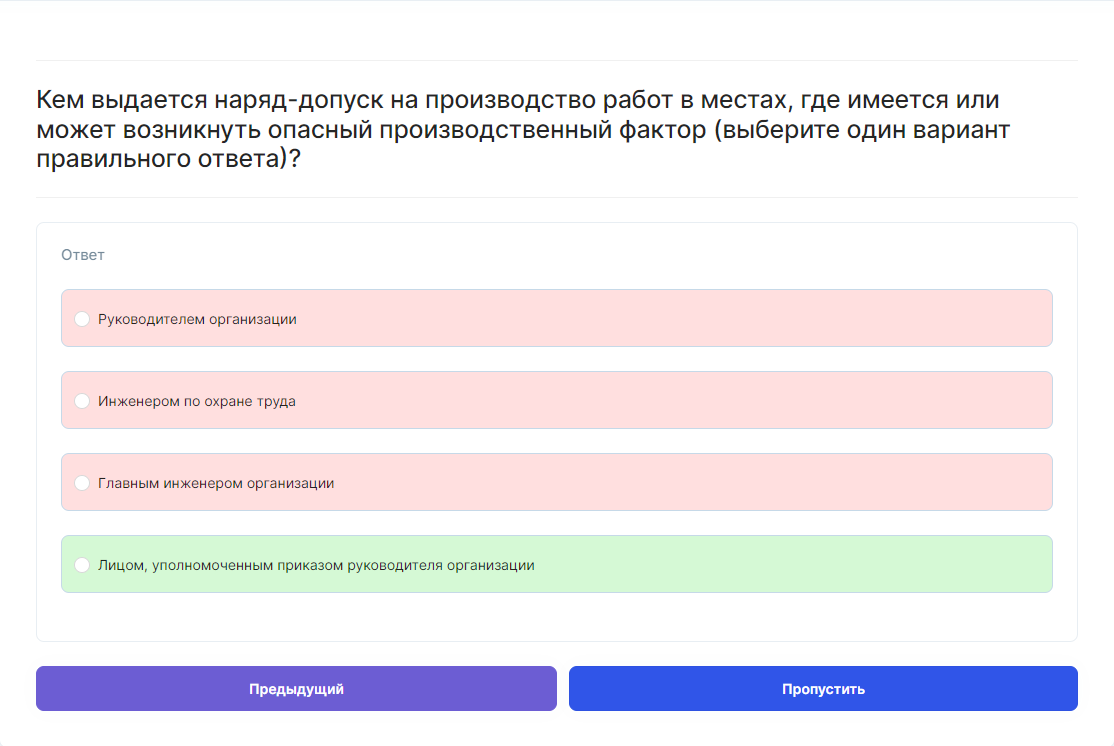 Кем выдается наряд-допуск на производство работ в местах, где имеется или
может возникнуть опасный производственный фактор (выберите один вариант
правильного ответа)?
Ответ
Руководителем организации
Инженером по охране труда
Главным инженером организации
Лицом, уполномоченным приказом руководителя организации
Предыдущий
Пропустить